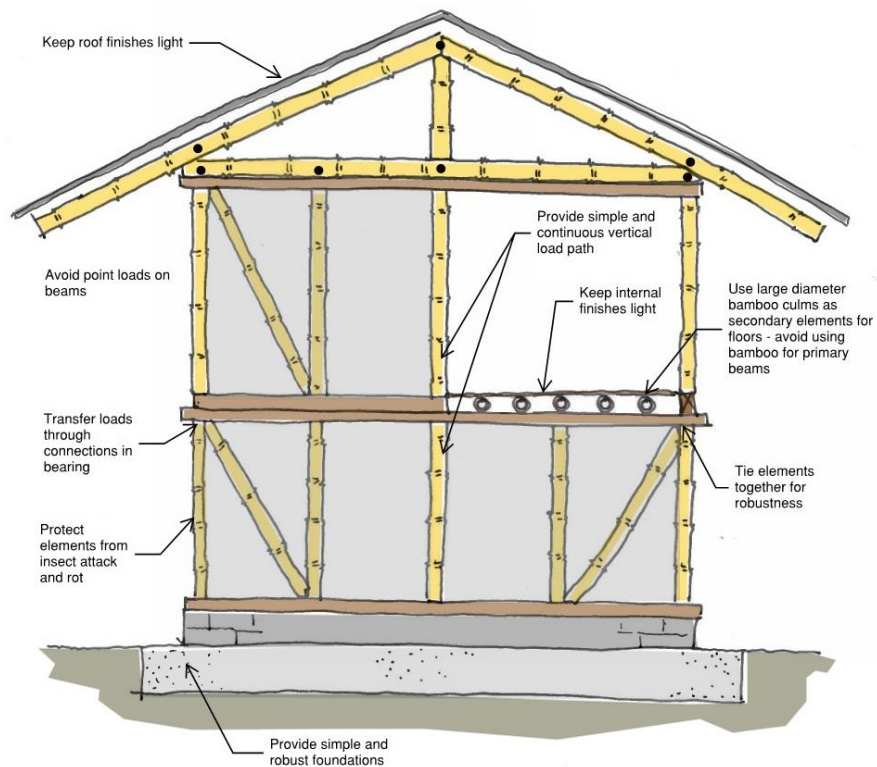 Keep roof finishes light
Provide simple and
continuous vertical
load path
Avoid point loads on
beams
Keep internal
finishes light
Use large diameter
bamboo culms as
secondary elements for
floors - avoid using
bamboo for primary
beams
Transfer loads
through
connections in
bearing
Tie elements
together for
robustness
Protect
elements from
insect attack
and rot
Provide simple and
robust foundations